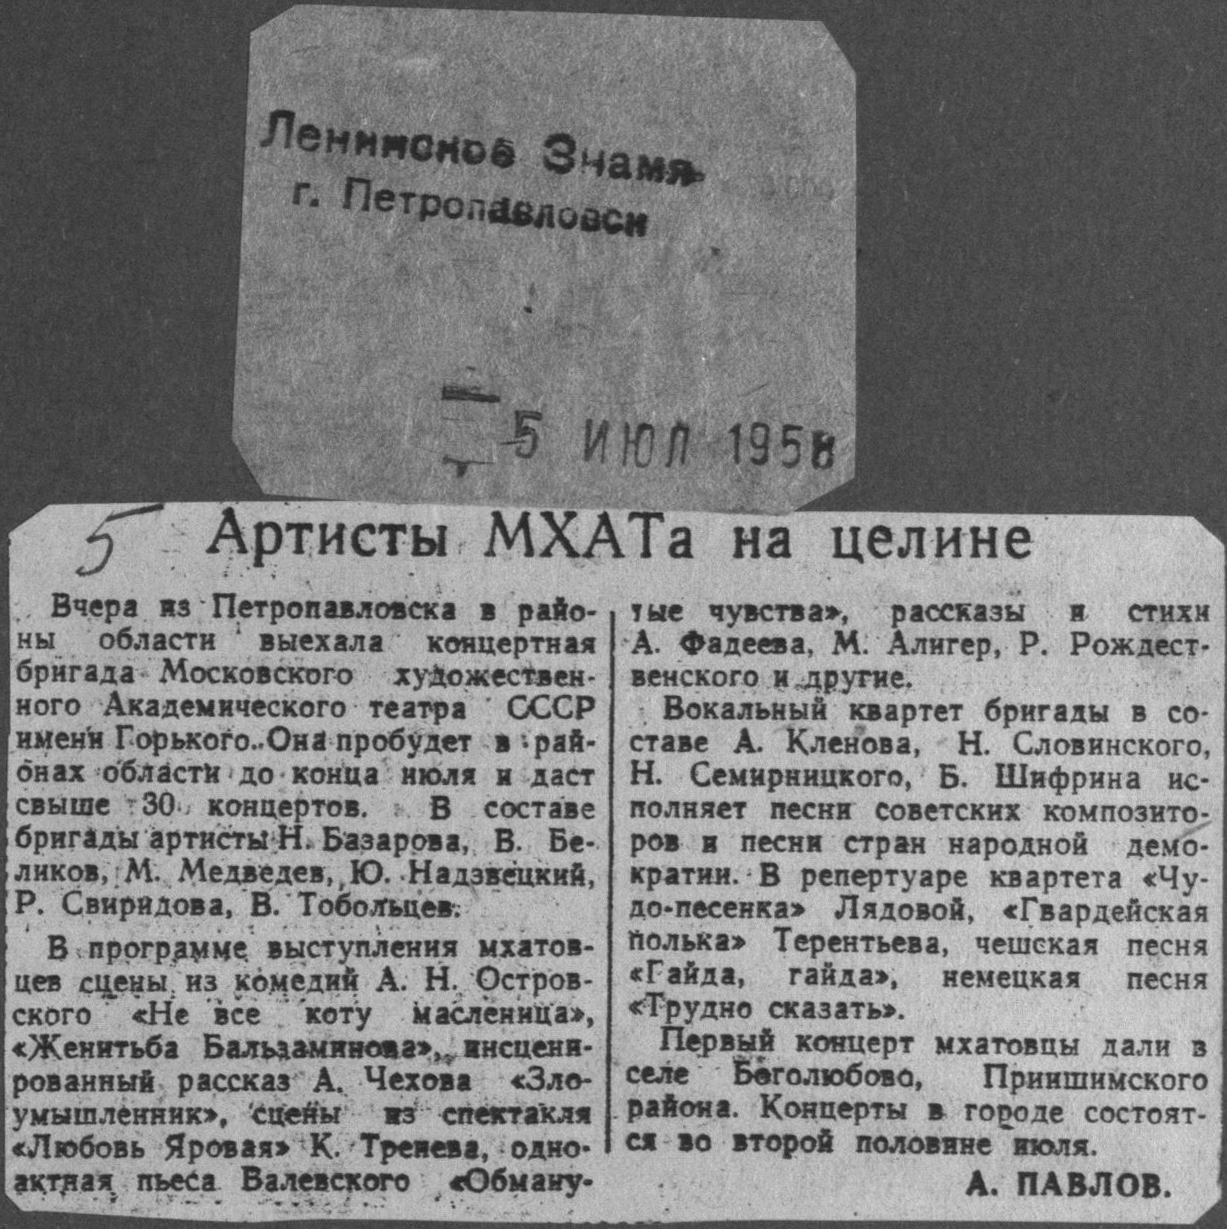 Ленинское Знамя
г. Петропавловск
5 ИЮЛ 1958
5
Артисты МХАТа на целине
Вчера из Петропавловска в райо-
ны области выехала концертная
бригада Московского художествен-
ного Академического театра СССР
имени Горького. Она пробудет в рай-
онах области до конца июля и даст
свыше 30 концертов. В составе
бригады артисты Н. Базарова, В. Бе-
ликов, М. Медведев, Ю. Надзвецкий,
Р. Свиридова, В. Тобольцев.
В программе выступления мхатов-
цев сцены из комедий А. Н. Остров-
ского «Не все коту масленица»,
«Женитьба Бальзаминова», инсцени-
рованный рассказ А. Чехова «Зло-
умышленник», сцены из спектакля
«Любовь Яровая» К. Тренева, одно-
актная пьеса Валевского «Обману-
тые чувства», рассказы и стихи
А. Фадеева, М. Алигер, Р. Рождест-
венского и другие.
Вокальный квартет бригады в со-
ставе А. Кленова, Н. Словинского,
Н. Семирницкого, Б. Шифрина ис-
полняет песни советских композито-
ров и песни стран народной демо-
кратии. В репертуаре квартета «Чу-
до-песенка» Лядовой, «Гвардейская
полька» Терентьева, чешская песня
«Гайда, гайда», немецкая песня
«Трудно сказать».
Первый концерт мхатовцы дали в
селе Боголюбово, Приишимского
района. Концерты в городе состоят-
ся во второй половине июля.
А. ПАВЛОВ.